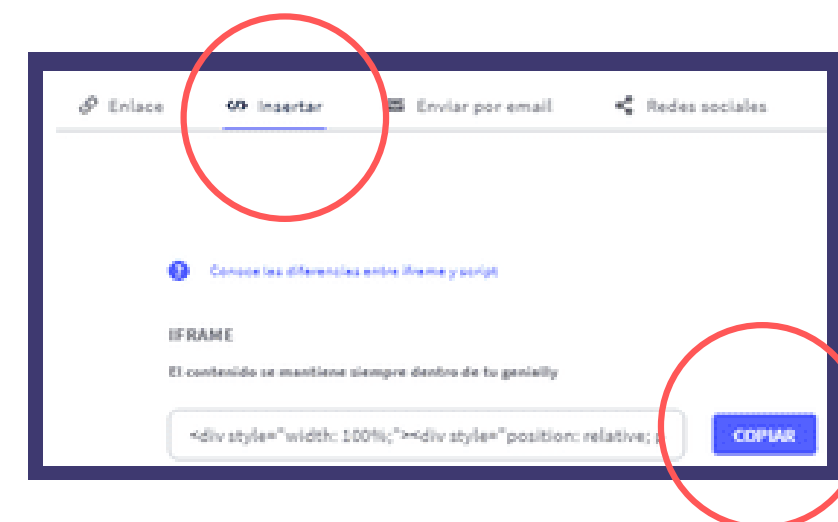 Enlace
Insertar
Enviar por email
Redes sociales
Conoce las diferencias entre iframe y script
IFRAME
El contenido se mantiene siempre dentro de tu genially
<div style="width: 100%;"><div style="position: relative; p
COPIAR